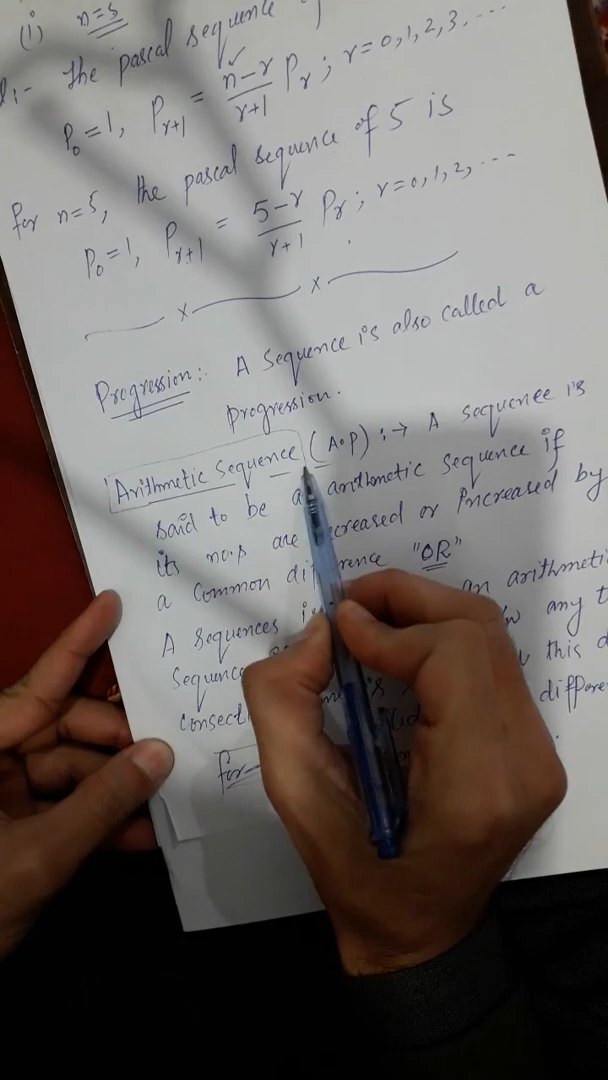 (i) n=5
:- The pascal sequence
P₀=1, Pᵣ₊₁ = n-r/r+1 Pᵣ ; r=0,1,2,3,...
for n=5, the pascal sequence of 5 is
P₀=1, Pᵣ₊₁ = 5-r/r+1 Pᵣ ; r=0,1,2,...
x x
Progression:- A Sequence is also called a
progression.
Arithmetic Sequence (A.P) :→ A sequence is
said to be a arithmetic sequence if
its no.s are creased or increased by
a common di rence "OR"
A Sequences an arithmeti
Sequence any t
consec this d
for differe